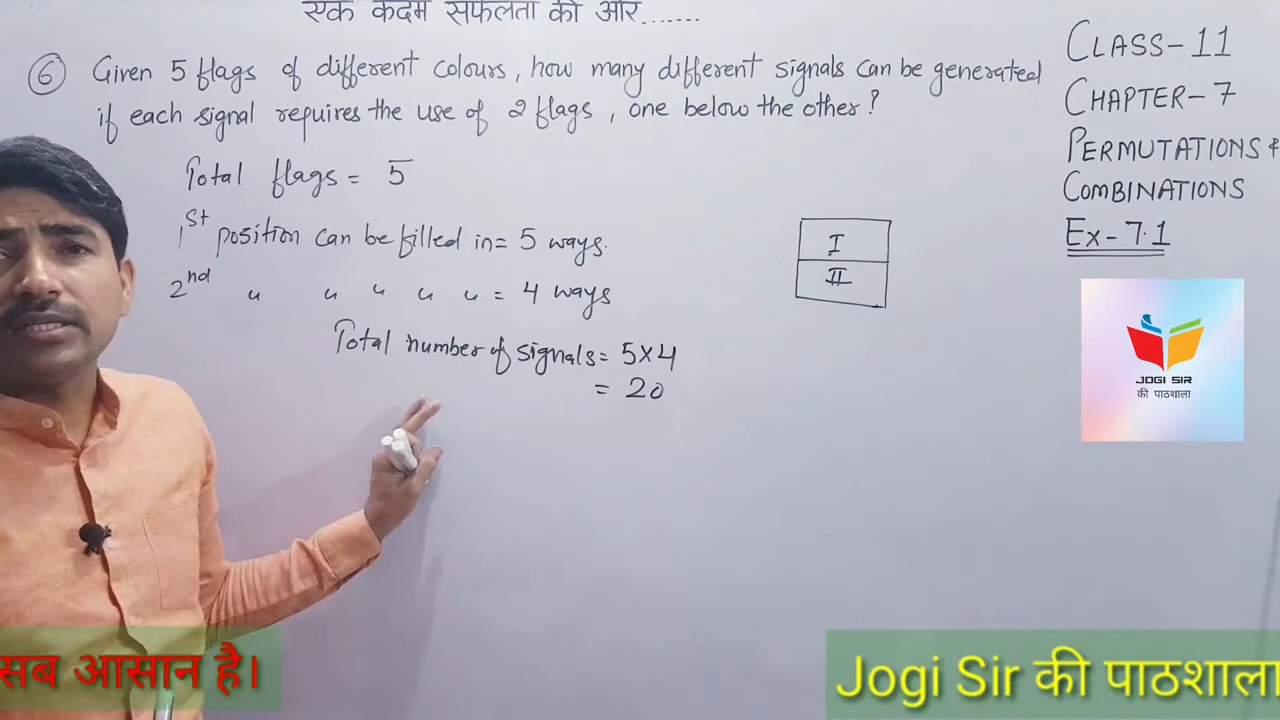 एक कदम सफलता की ओर.......
6 Given 5 flags of different colours, how many different signals can be generated
if each signal requires the use of 2 flags, one below the other?
Total flags = 5
1st position can be filled in = 5 ways.
2nd " " " " " = 4 ways
Total number of signals = 5×4
= 20
I
II
CLASS-11
CHAPTER-7
PERMUTATIONS &
COMBINATIONS
Ex-7.1
JOGI SIR
की पाठशाला
सब आसान है।
Jogi Sir की पाठशाला